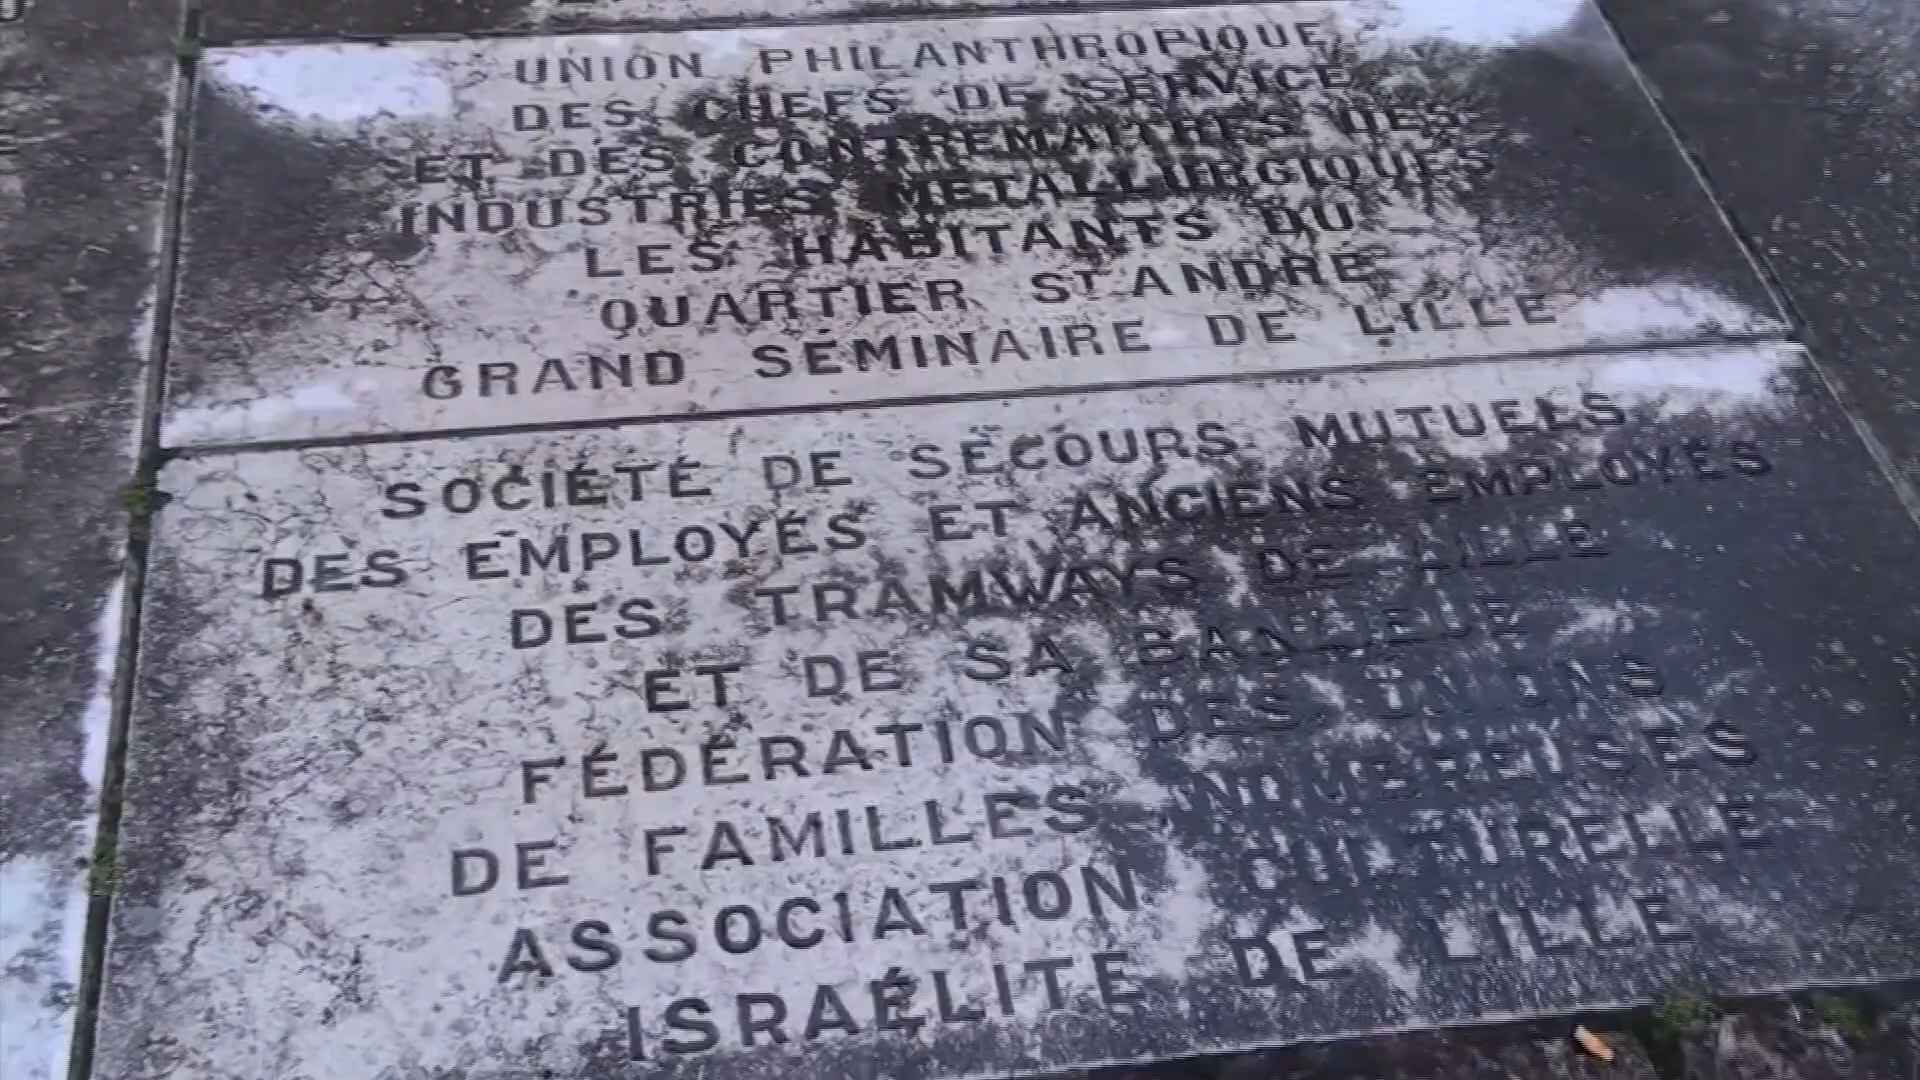 UNION PHILANTHROPIQUE
DES CHEFS DE SERVICE
ET DES CONTREMAITRES DES
INDUSTRIES METALLURGIQUES
LES HABITANTS DU
QUARTIER ST ANDRÉ
GRAND SÉMINAIRE DE LILLE
SOCIÉTÉ DE SECOURS MUTUELS
DES EMPLOYÉS ET ANCIENS EMPLOYÉS
DES TRAMWAYS DE LILLE
ET DE SA BANLIEUE
FÉDÉRATION DES UNIONS
DE FAMILLES NOMBREUSES
ASSOCIATION CULTURELLE
ISRAÉLITE DE LILLE